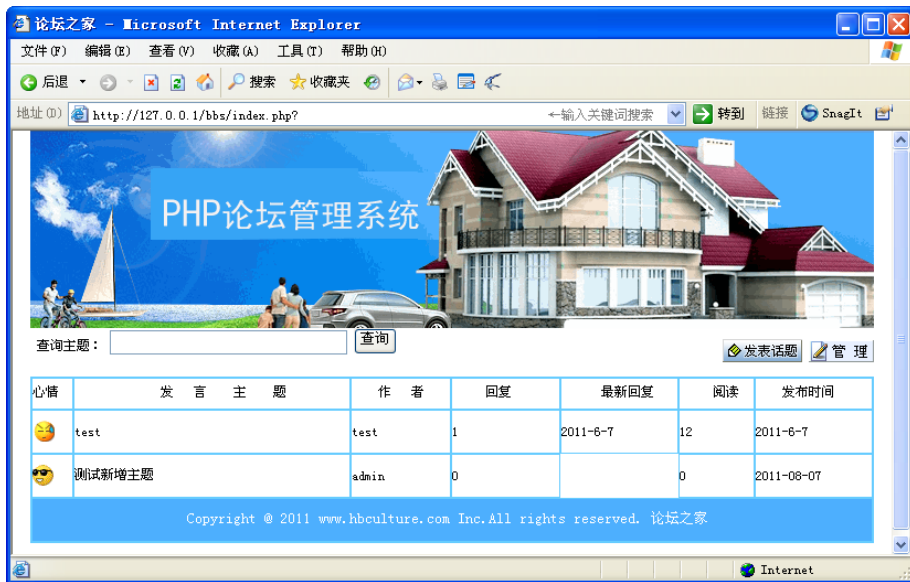 论坛之家 - Microsoft Internet Explorer
文件(F) 编辑(E) 查看(V) 收藏(A) 工具(T) 帮助(H)
后退 搜索 收藏夹
地址(D) http://127.0.0.1/bbs/index.php? ←输入关键词搜索 转到 链接 SnagIt
PHP论坛管理系统
查询主题： 查询 发表话题 管 理
心情 发 言 主 题 作 者 回复 最新回复 阅读 发布时间
test test 1 2011-6-7 12 2011-6-7
测试新增主题 admin 0 0 2011-08-07
Copyright @ 2011 www.hbculture.com Inc.All rights reserved. 论坛之家
Internet